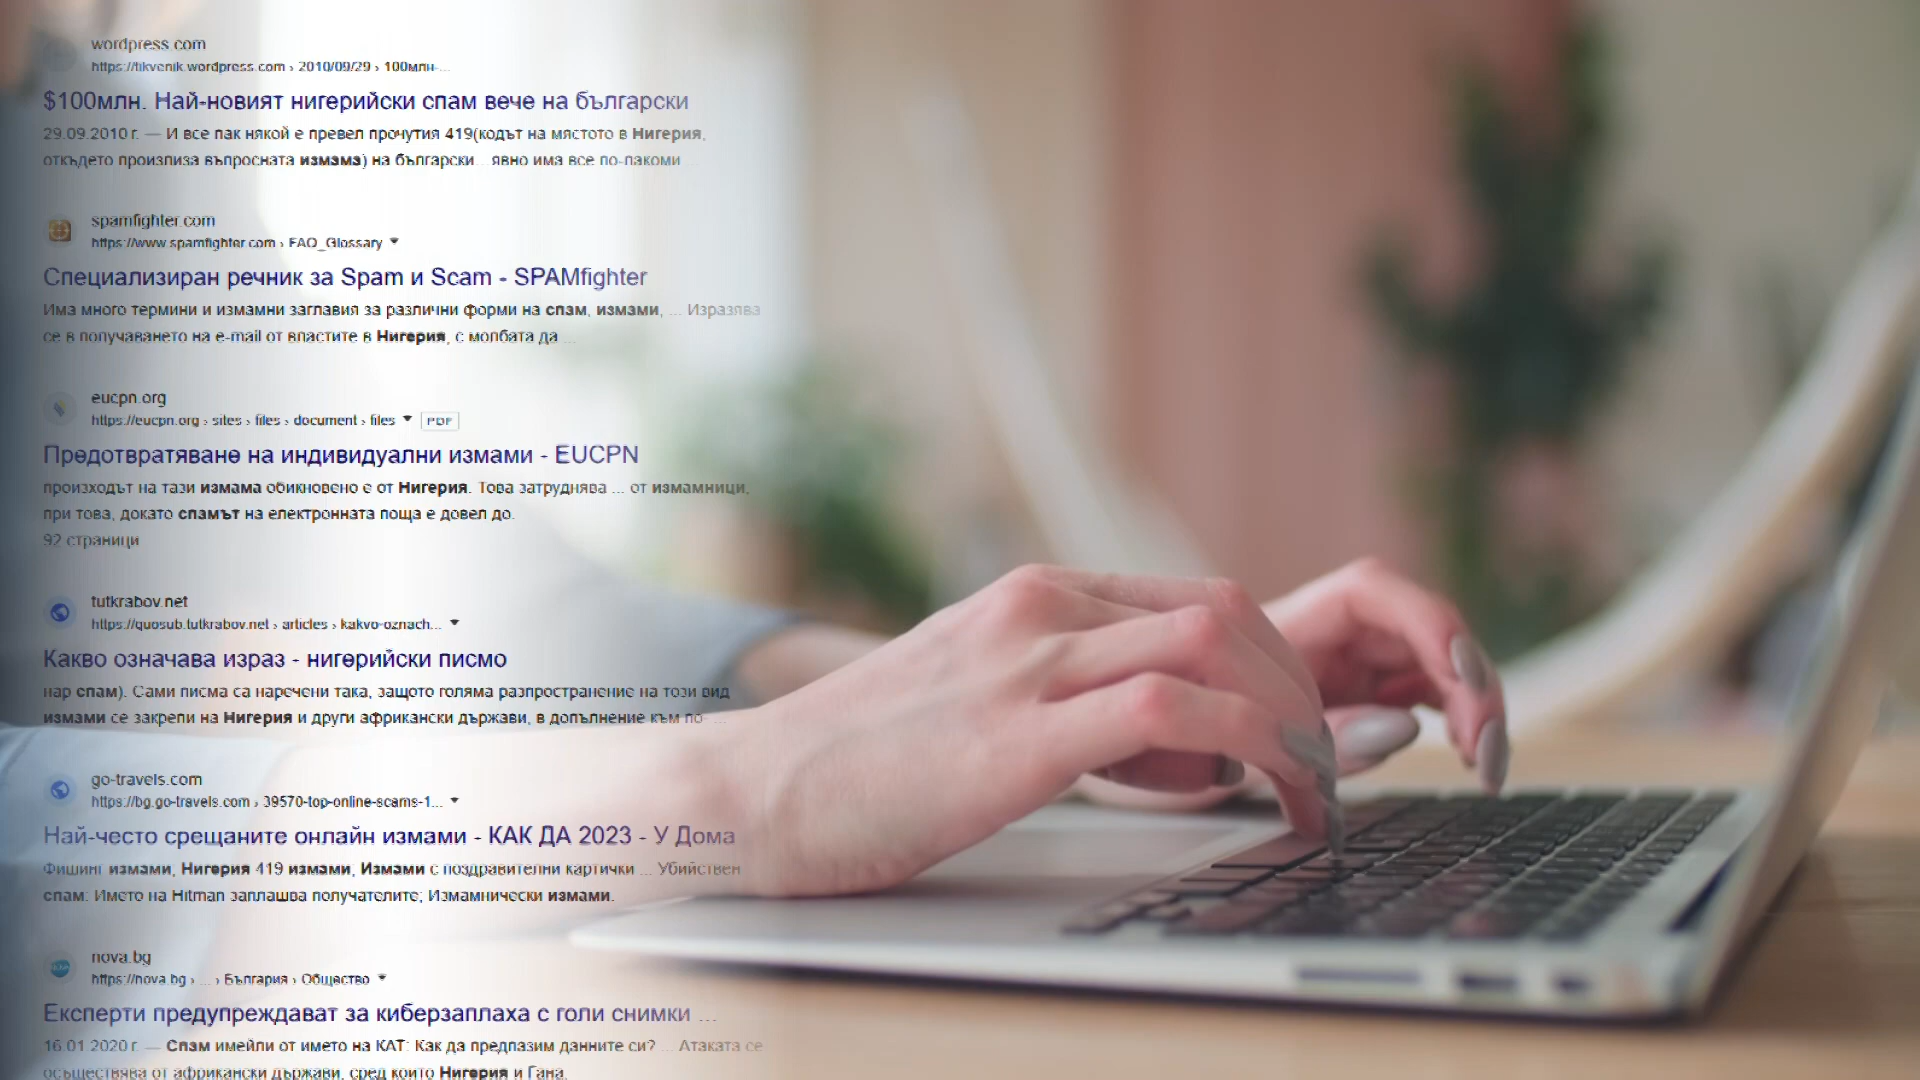 wordpress.com
https://tikvenik.wordpress.com › 2010/09/29 › 100млн-...
$100млн. Най-новият нигерийски спам вече на български
29.09.2010 г. — И все пак някой е превел прочутия 419(кодът на мястото в Нигерия,
откъдето произлиза въпросната измама) на български... явно има все по-лакоми ...
spamfighter.com
https://www.spamfighter.com › FAQ_Glossary
Специализиран речник за Spam и Scam - SPAMfighter
Има много термини и измамни заглавия за различни форми на спам, измами, ... Изразява
се в получаването на e-mail от властите в Нигерия, с молбата да ...
eucpn.org
https://eucpn.org › sites › files › document › files PDF
Предотвратяване на индивидуални измами - EUCPN
произходът на тази измама обикновено е от Нигерия. Това затруднява ... от измамници,
при това, докато спамът на електронната поща е довел до.
92 страници
tutkrabov.net
https://quosub.tutkrabov.net › articles › kakvo-oznach...
Какво означава израз - нигерийски писмо
нар спам). Сами писма са наречени така, защото голяма разпространение на този вид
измами се закрепи на Нигерия и други африкански държави, в допълнение към по- ...
go-travels.com
https://bg.go-travels.com › 39570-top-online-scams-1...
Най-често срещаните онлайн измами - КАК ДА 2023 - У Дома
Фишинг измами, Нигерия 419 измами, Измами с поздравителни картички ... Убийствен
спам: Името на Hitman заплашва получателите; Измамнически измами.
nova.bg
https://nova.bg › ... › България › Общество
Експерти предупреждават за киберзаплаха с голи снимки ...
16.01.2020 г. — Спам имейли от името на КАТ: Как да предпазим данните си? ... Атаката се
осъществява от африкански държави, сред които Нигерия и Гана.